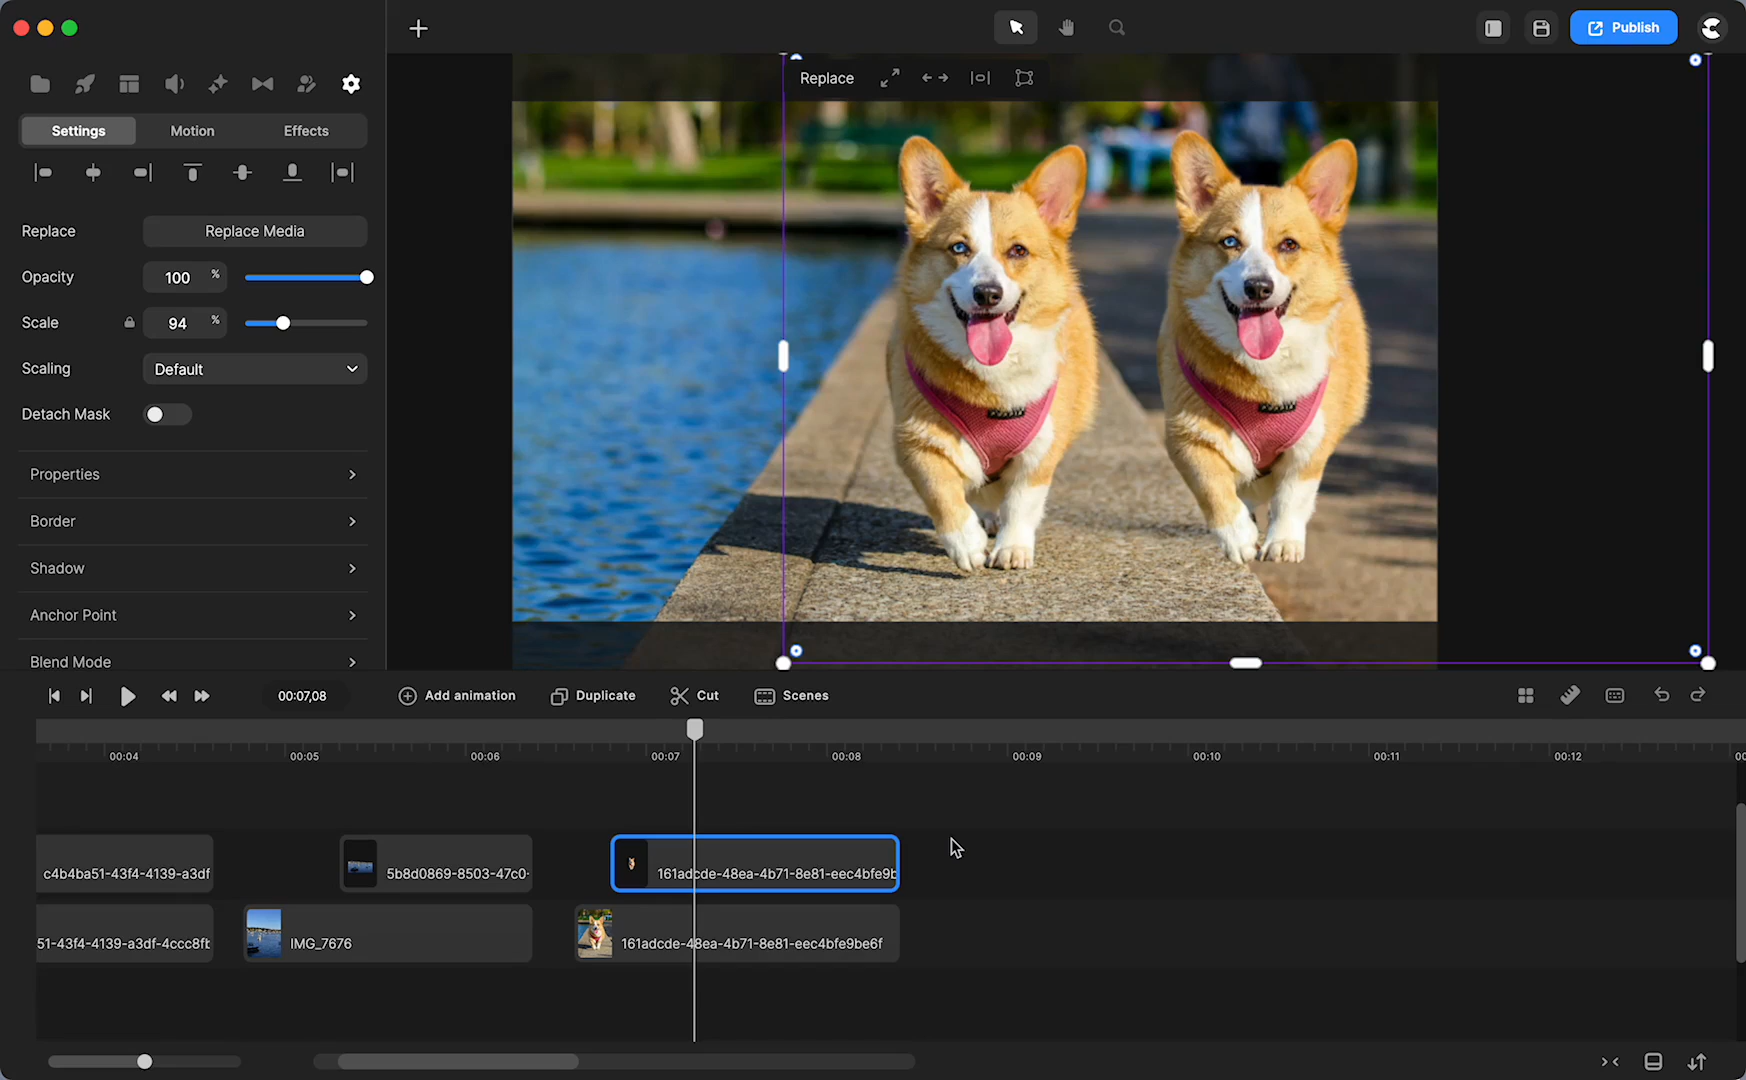 Publish
Settings
Motion
Effects
Replace
Replace Media
Opacity
100 %
Scale
94 %
Scaling
Default
Detach Mask
Properties
Border
Shadow
Anchor Point
Blend Mode
Replace
00:07,08
Add animation
Duplicate
Cut
Scenes
00:04
00:05
00:06
00:07
00:08
00:09
00:10
00:11
00:12
00
c4b4ba51-43f4-4139-a3df
5b8d0869-8503-47c0-
161adcde-48ea-4b71-8e81-eec4bfe9b
51-43f4-4139-a3df-4ccc8ft
IMG_7676
161adcde-48ea-4b71-8e81-eec4bfe9be6f